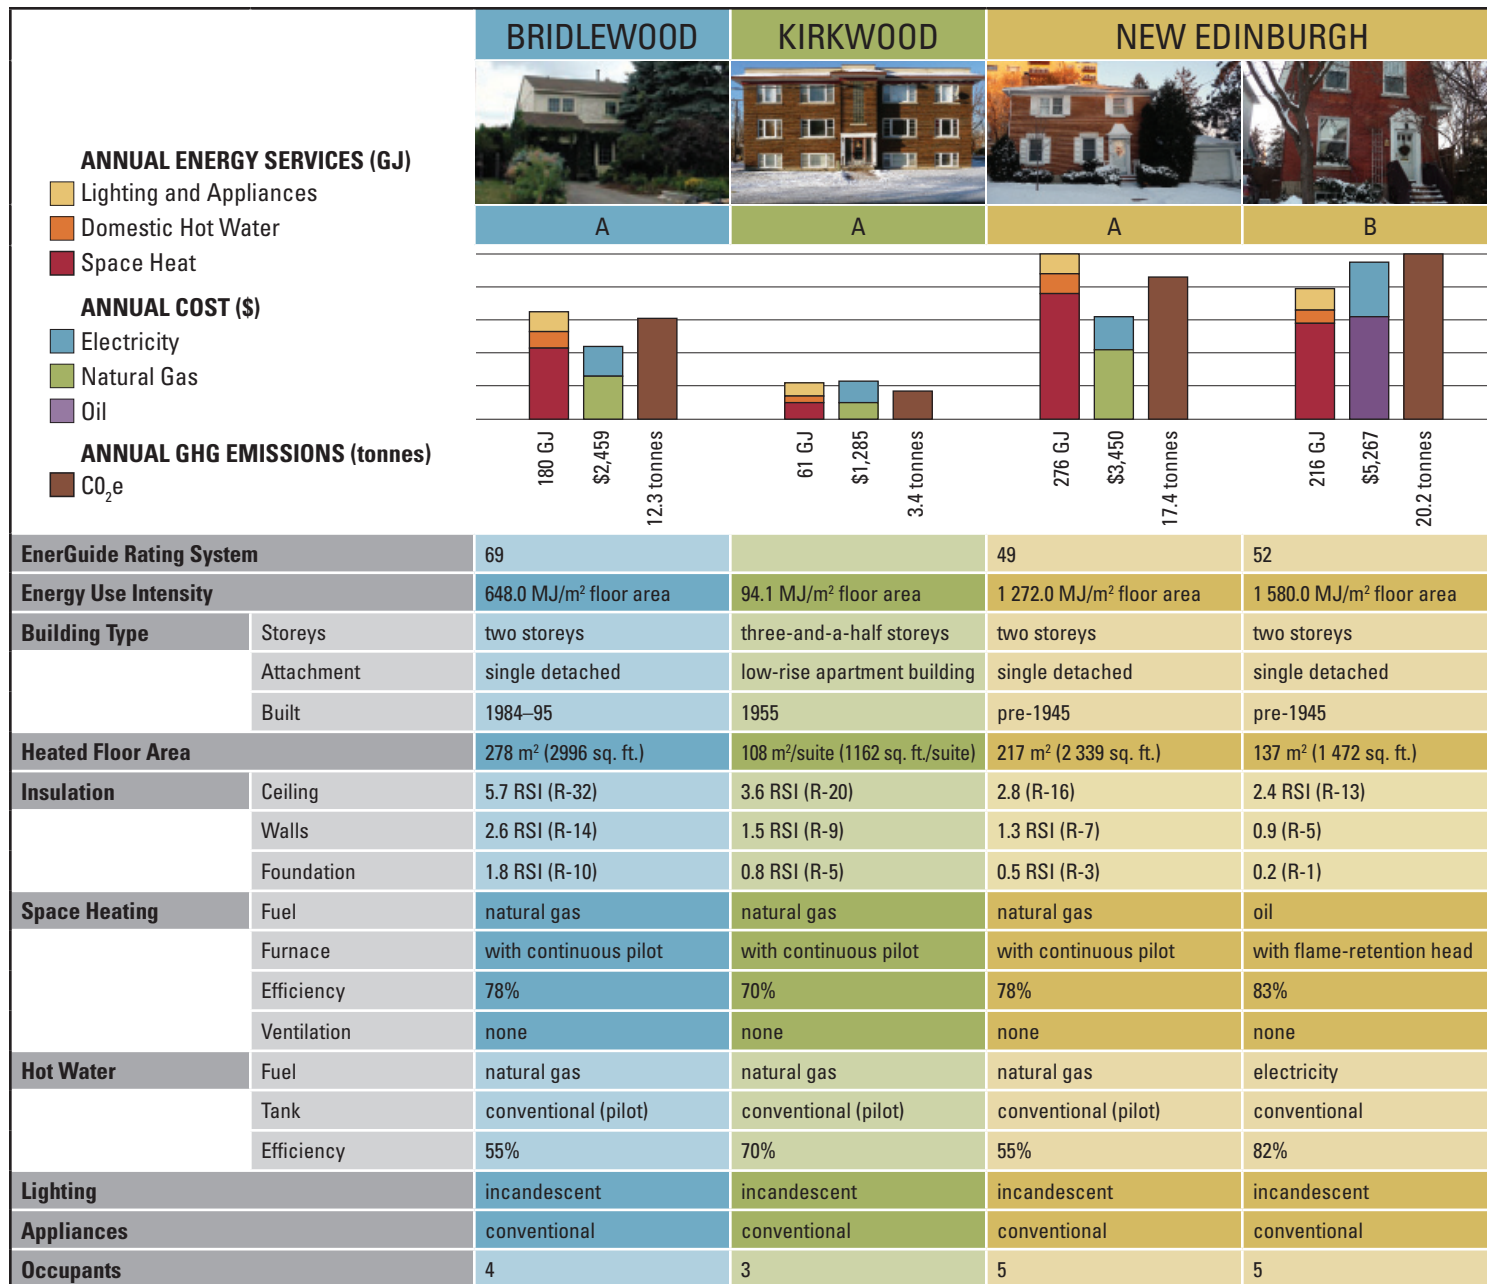 BRIDLEWOOD KIRKWOOD NEW EDINBURGH
A A A B
ANNUAL ENERGY SERVICES (GJ)
Lighting and Appliances
Domestic Hot Water
Space Heat
ANNUAL COST ($)
Electricity
Natural Gas
Oil
ANNUAL GHG EMISSIONS (tonnes)
CO₂e
180 GJ $2,459 12.3 tonnes 61 GJ $1,285 3.4 tonnes 276 GJ $3,450 17.4 tonnes 216 GJ $5,267 20.2 tonnes
EnerGuide Rating System 69 49 52
Energy Use Intensity 648.0 MJ/m² floor area 94.1 MJ/m² floor area 1 272.0 MJ/m² floor area 1 580.0 MJ/m² floor area
Building Type Storeys two storeys three-and-a-half storeys two storeys two storeys
Attachment single detached low-rise apartment building single detached single detached
Built 1984–95 1955 pre-1945 pre-1945
Heated Floor Area 278 m² (2996 sq. ft.) 108 m²/suite (1162 sq. ft./suite) 217 m² (2 339 sq. ft.) 137 m² (1 472 sq. ft.)
Insulation Ceiling 5.7 RSI (R-32) 3.6 RSI (R-20) 2.8 (R-16) 2.4 RSI (R-13)
Walls 2.6 RSI (R-14) 1.5 RSI (R-9) 1.3 RSI (R-7) 0.9 (R-5)
Foundation 1.8 RSI (R-10) 0.8 RSI (R-5) 0.5 RSI (R-3) 0.2 (R-1)
Space Heating Fuel natural gas natural gas natural gas oil
Furnace with continuous pilot with continuous pilot with continuous pilot with flame-retention head
Efficiency 78% 70% 78% 83%
Ventilation none none none none
Hot Water Fuel natural gas natural gas natural gas electricity
Tank conventional (pilot) conventional (pilot) conventional (pilot) conventional
Efficiency 55% 70% 55% 82%
Lighting incandescent incandescent incandescent incandescent
Appliances conventional conventional conventional conventional
Occupants 4 3 5 5